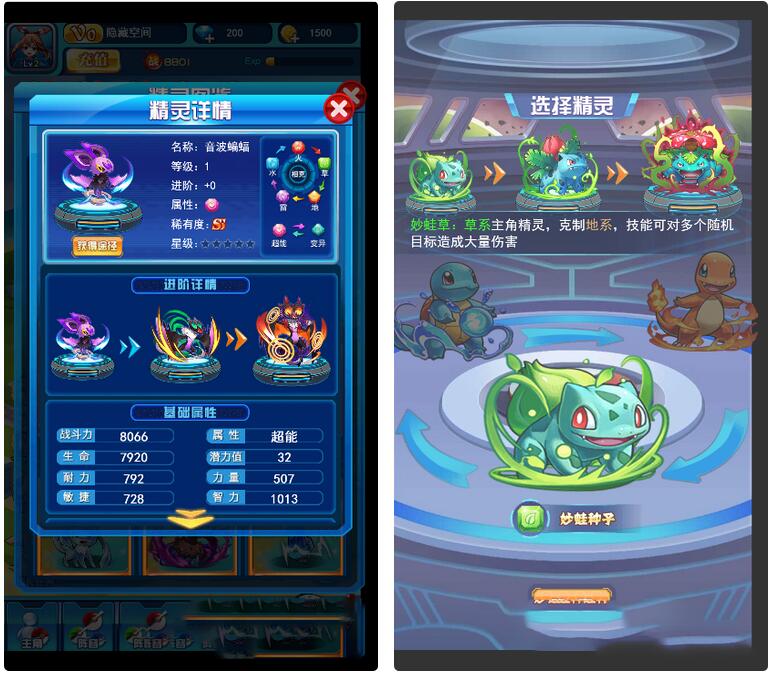 V0 隐藏空间 200 1500
Lv2 充值 战 8801 Exp
精灵详情
名称：音波蝙蝠
等级：1
进阶：+0
属性：
稀有度：S
星级：
获得途径
火
水 相克 草
音 地
超能 变异
进阶详情
基础属性
战斗力 8066 属性 超能
生命 7920 潜力值 32
耐力 792 力量 507
敏捷 728 智力 1013
主角
选择精灵
妙蛙草：草系主角精灵，克制地系，技能可对多个随机
目标造成大量伤害
妙蛙种子